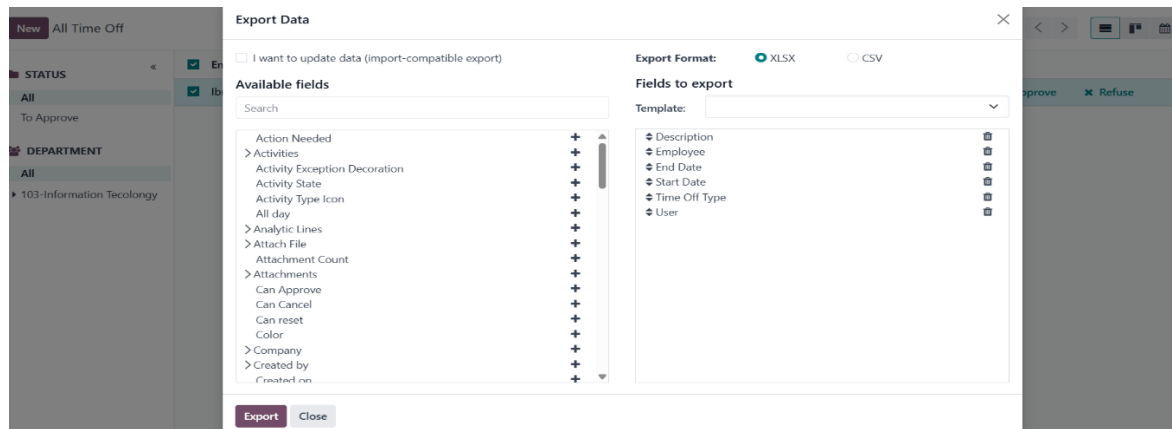 New All Time Off
STATUS
All
To Approve
DEPARTMENT
All
103-Information Tecolongy
Approve Refuse
Export Data
I want to update data (import-compatible export)
Available fields
Search
Action Needed
Activities
Activity Exception Decoration
Activity State
Activity Type Icon
All day
Analytic Lines
Attach File
Attachment Count
Attachments
Can Approve
Can Cancel
Can reset
Color
Company
Created by
Created on
Export Format: XLSX CSV
Fields to export
Template:
Description
Employee
End Date
Start Date
Time Off Type
User
Export Close